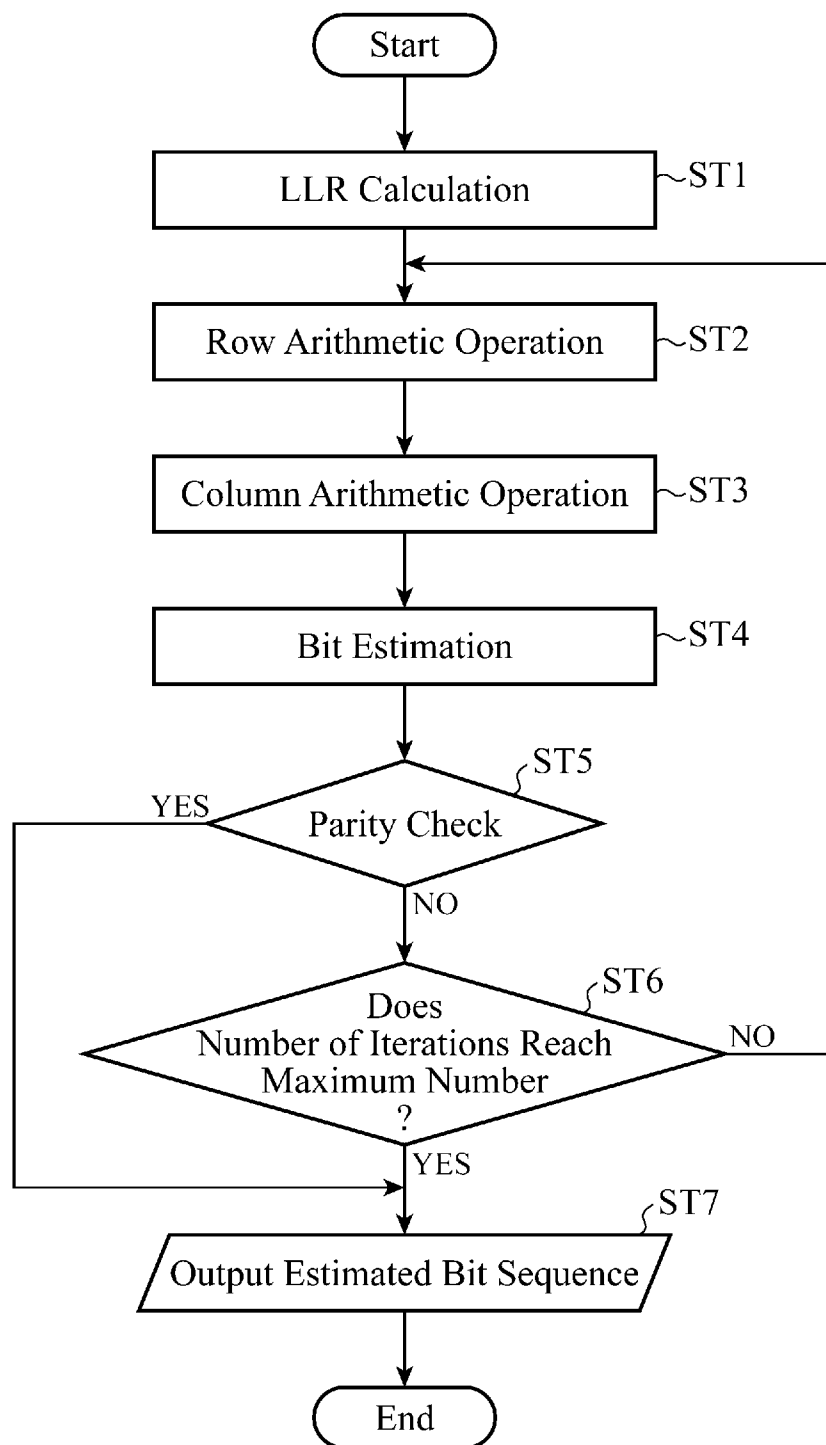 Start
LLR Calculation
ST1
Row Arithmetic Operation
ST2
Column Arithmetic Operation
ST3
Bit Estimation
ST4
ST5
YES
Parity Check
NO
ST6
Does
Number of Iterations Reach
Maximum Number
?
NO
YES
ST7
Output Estimated Bit Sequence
End